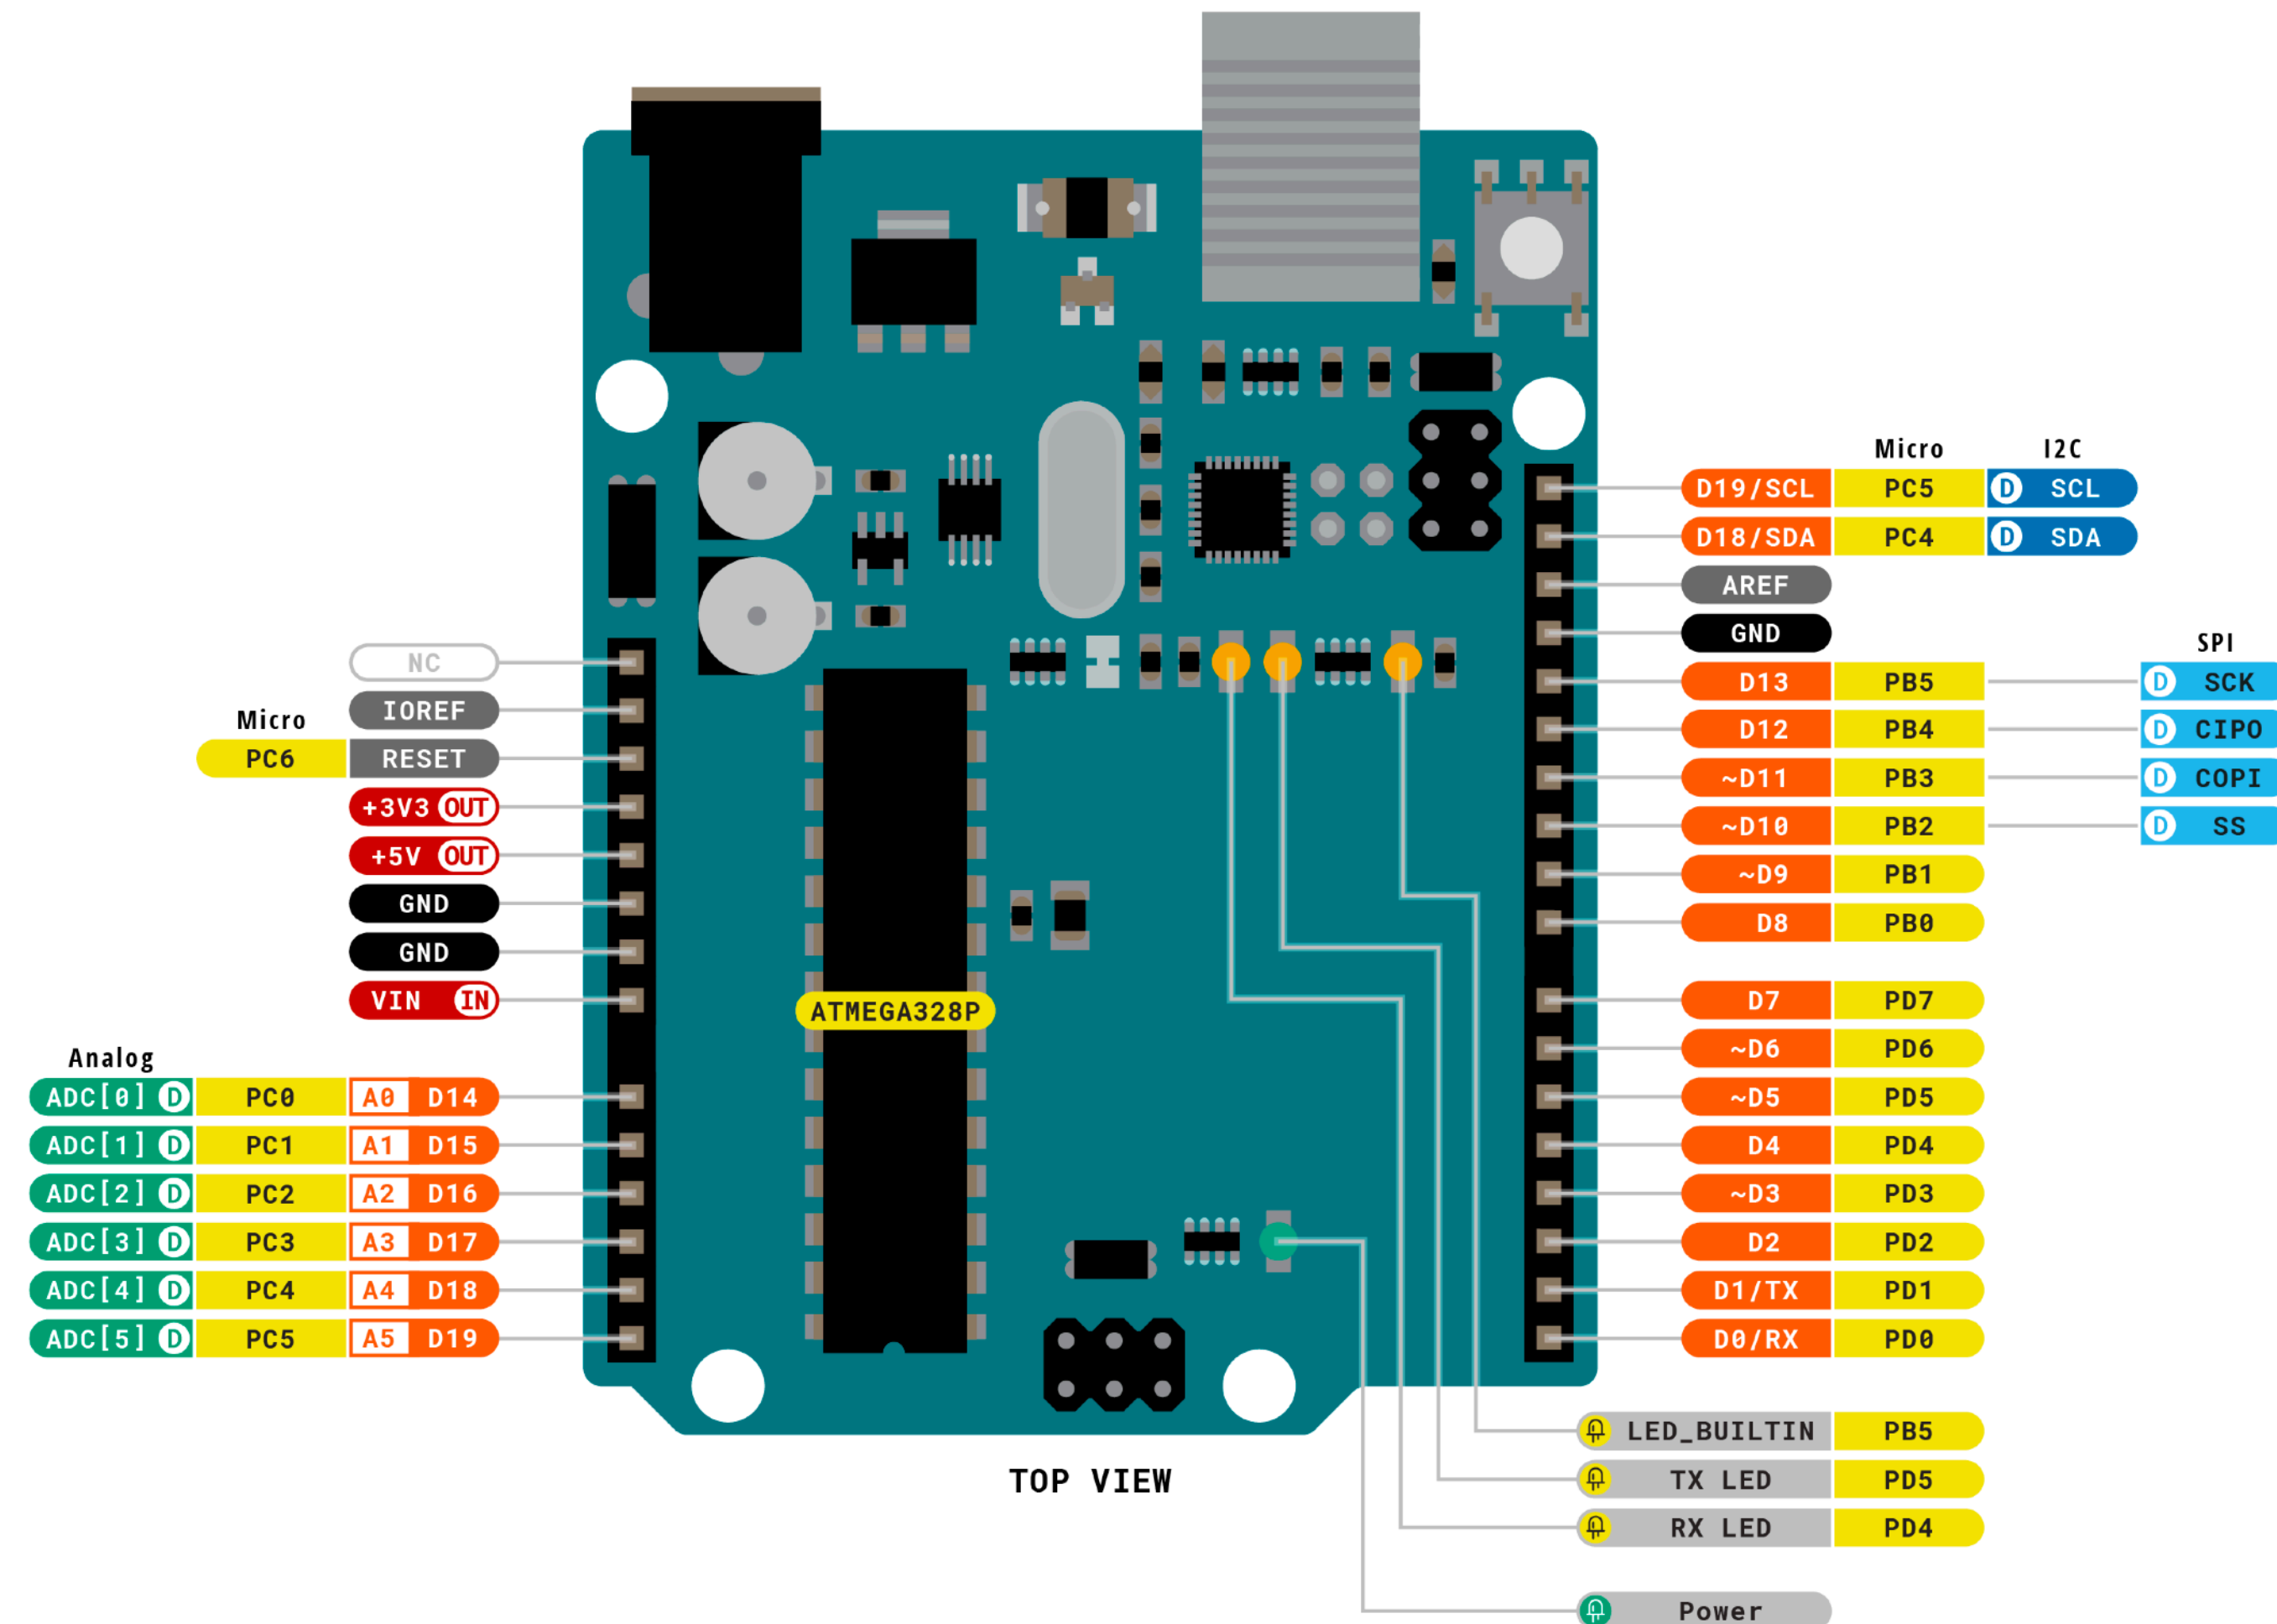 Micro I2C
D19/SCL PC5 D SCL
D18/SDA PC4 D SDA
AREF
GND
SPI
D13 PB5 D SCK
D12 PB4 D CIPO
~D11 PB3 D COPI
~D10 PB2 D SS
~D9 PB1
D8 PB0
D7 PD7
~D6 PD6
~D5 PD5
D4 PD4
~D3 PD3
D2 PD2
D1/TX PD1
D0/RX PD0
NC
IOREF
Micro
PC6 RESET
+3V3 OUT
+5V OUT
GND
GND
VIN IN
Analog
ADC[0] D PC0 A0 D14
ADC[1] D PC1 A1 D15
ADC[2] D PC2 A2 D16
ADC[3] D PC3 A3 D17
ADC[4] D PC4 A4 D18
ADC[5] D PC5 A5 D19
ATMEGA328P
TOP VIEW
LED_BUILTIN PB5
TX LED PD5
RX LED PD4
Power